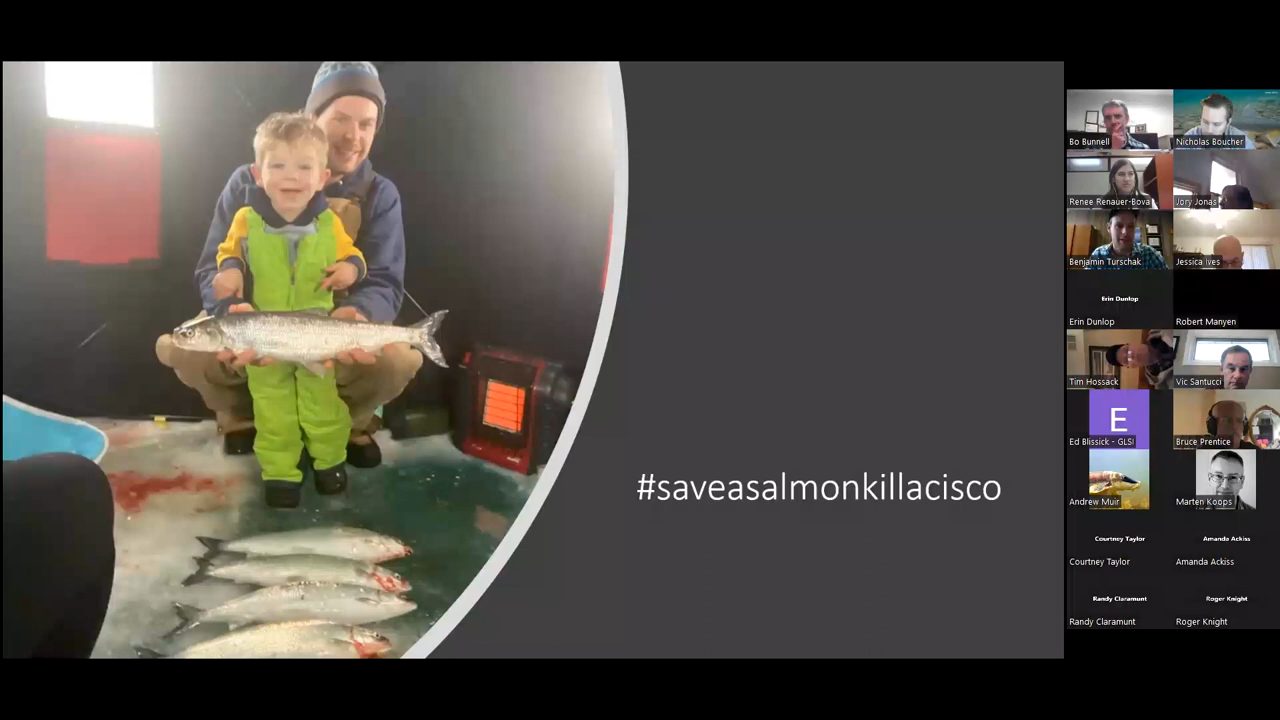 #saveasalmonkillacisco
Bo Bunnell
Nicholas Boucher
Renee Renauer-Bova
Jory Jonas
Benjamin Turschak
Jessica Ives
Erin Dunlop
Erin Dunlop
Robert Manyen
Tim Hossack
Vic Santucci
E
Ed Blissick - GLSI
Bruce Prentice
Andrew Muir
Marten Koops
Courtney Taylor
Amanda Ackiss
Courtney Taylor
Amanda Ackiss
Randy Claramunt
Roger Knight
Randy Claramunt
Roger Knight